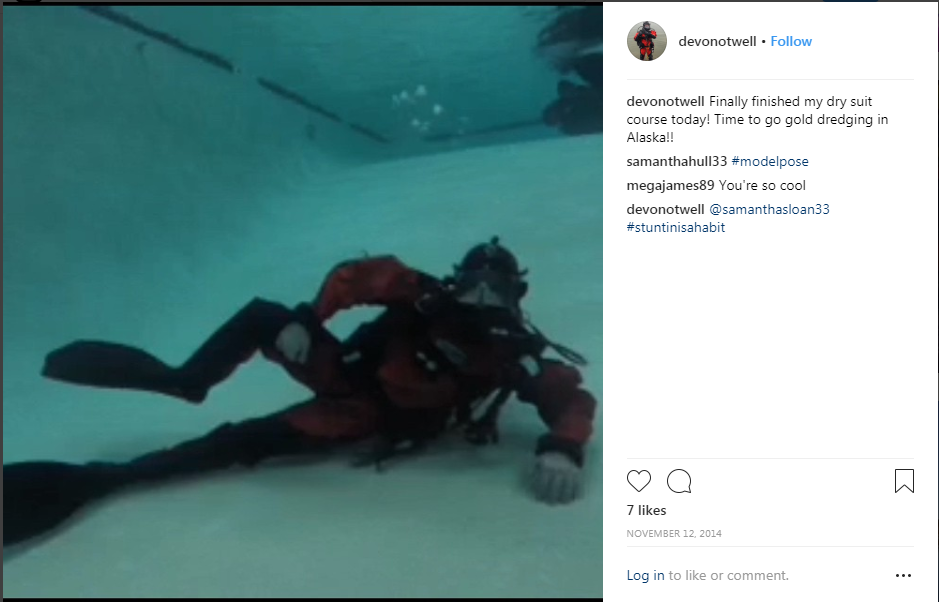 devonotwell • Follow
devonotwell Finally finished my dry suit
course today! Time to go gold dredging in
Alaska!!
samanthahull33 #modelpose
megajames89 You're so cool
devonotwell @samanthasloan33
#stuntinisahabit
7 likes
NOVEMBER 12, 2014
Log in to like or comment.